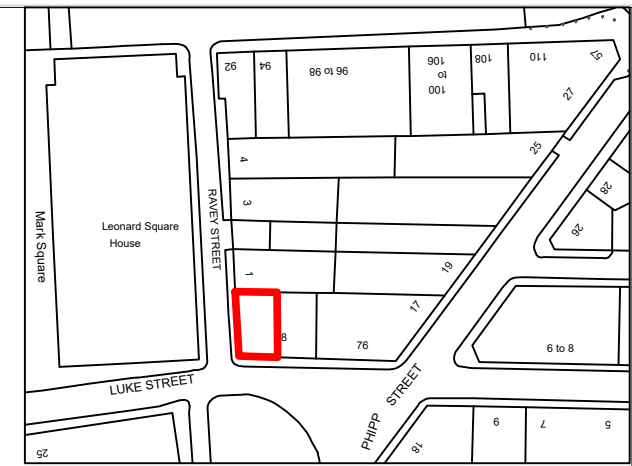 92
94
96 to 98
100
to
106
108
110
57
27
25
4
3
RAVEY STREET
Mark Square
Leonard Square
House
28
26
1
19
17
8
76
6 to 8
LUKE STREET
PHIPP STREET
18
9
7
5
25